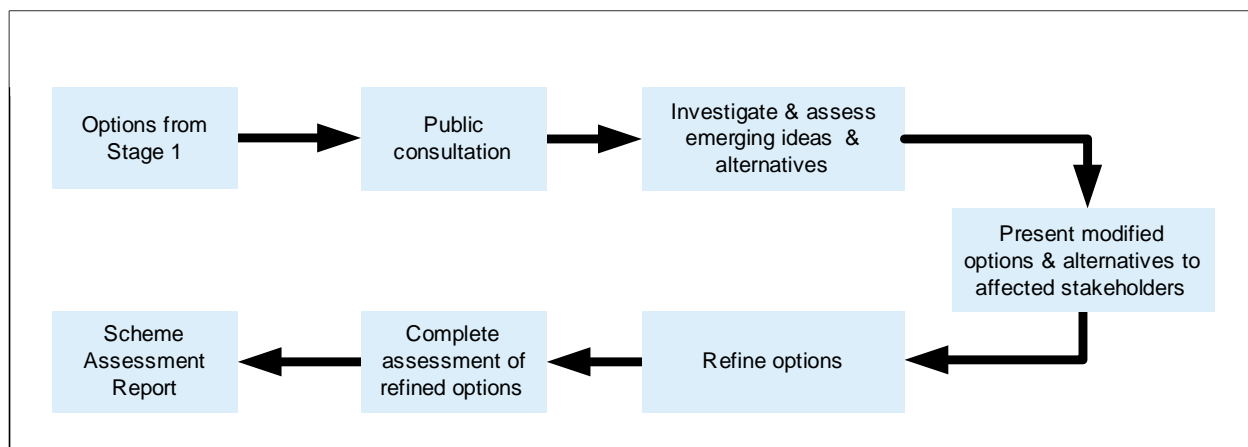 Options from
Stage 1
Public
consultation
Investigate & assess
emerging ideas & 
alternatives
Present modified
options & alternatives to
affected stakeholders
Refine options
Complete
assessment of
refined options
Scheme
Assessment
Report